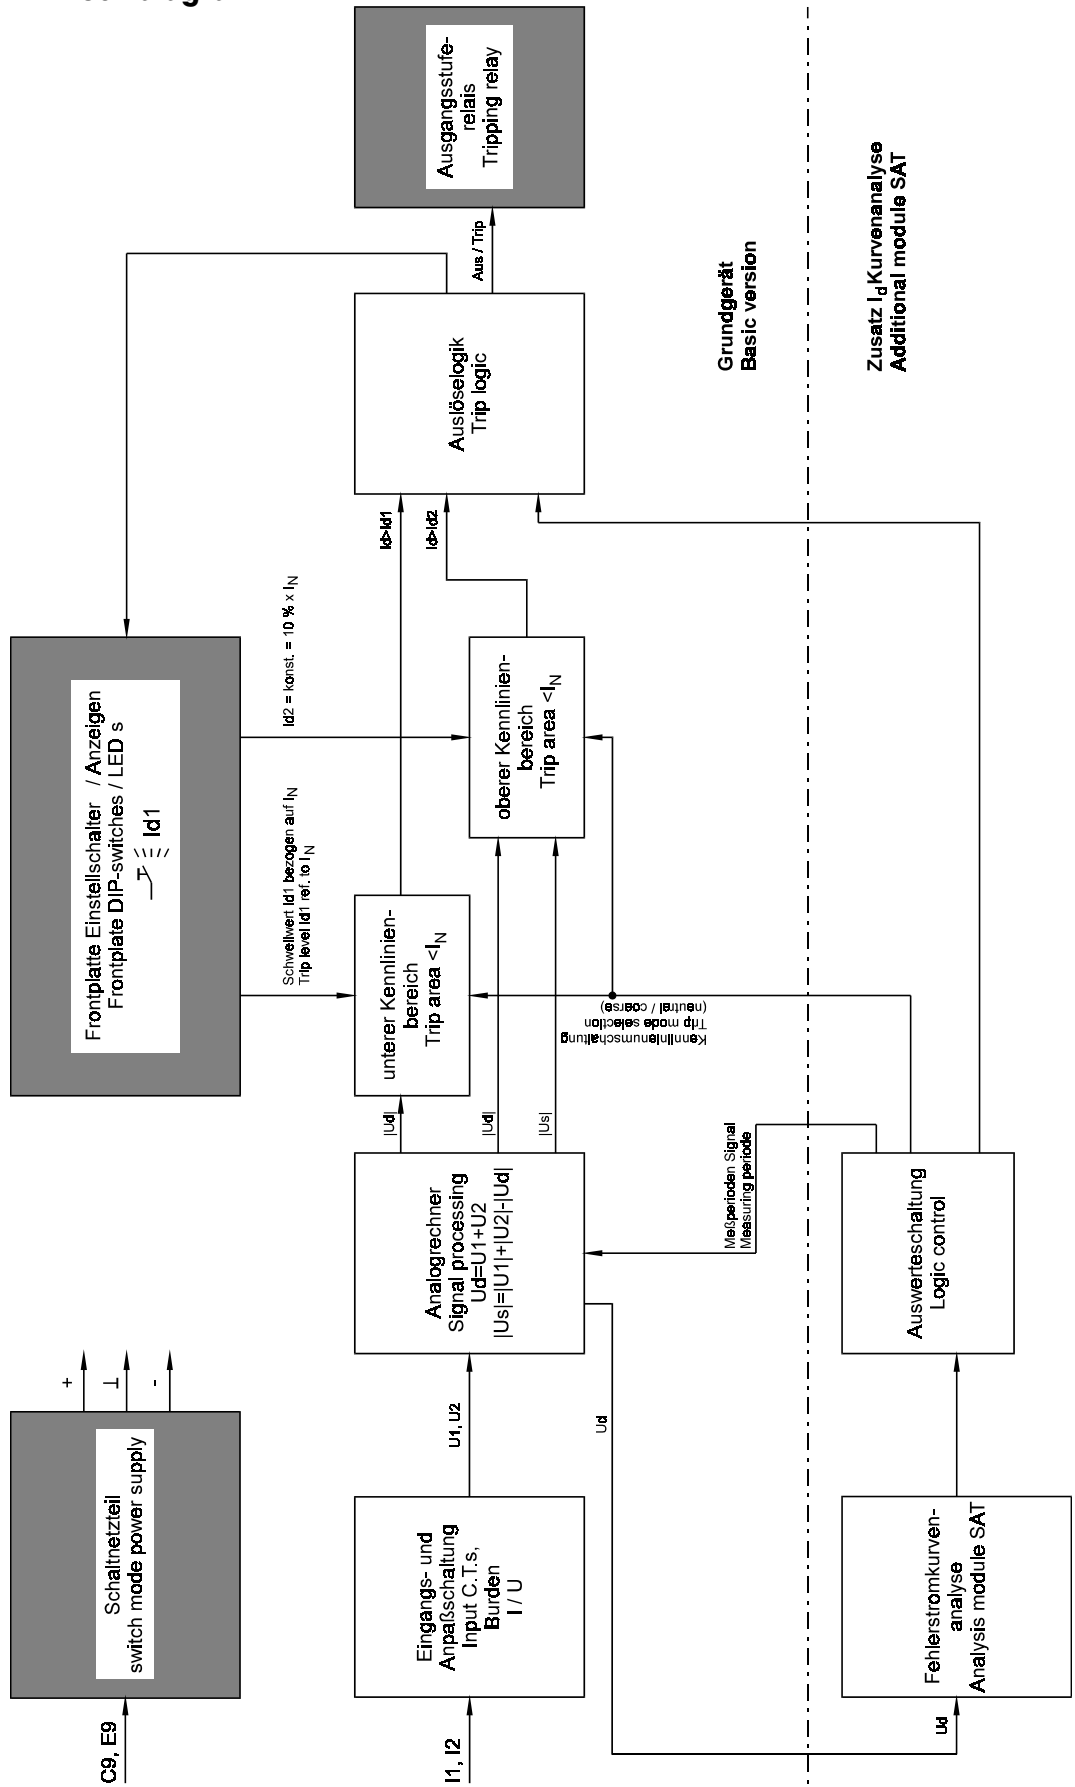 C9, E9
Schaltnetzteil
switch mode power supply
+
⊥
-
Frontplatte Einstellschalter / Anzeigen
Frontplate DIP-switches / LED s
Id1
Schwellwert Id1 bezogen auf IN
Trip level Id1 ref. to IN
Id2 = konst. = 10 % x IN
I1, I2
Eingangs- und
Anpaßschaltung
Input C.T.s,
Burden
I / U
U1, U2
Analogrechner
Signal processing
Ud=U1+U2
|Us|=|U1|+|U2|-|Ud|
|Ud|
|Ud|
|Us|
unterer Kennlinien-
bereich
Trip area <IN
oberer Kennlinien-
bereich
Trip area <IN
Id>Id1
Id>Id2
Auslöselogik
Trip logic
Aus / Trip
Ausgangsstufe-
relais
Tripping relay
Kennlinienumschaltung
Trip mode selection
(neutral / coarse)
Ud
Meßperioden Signal
Measuring periode
Grundgerät
Basic version
Zusatz Id Kurvenanalyse
Additional module SAT
Ud
Fehlerstromkurven-
analyse
Analysis module SAT
Auswerteschaltung
Logic control